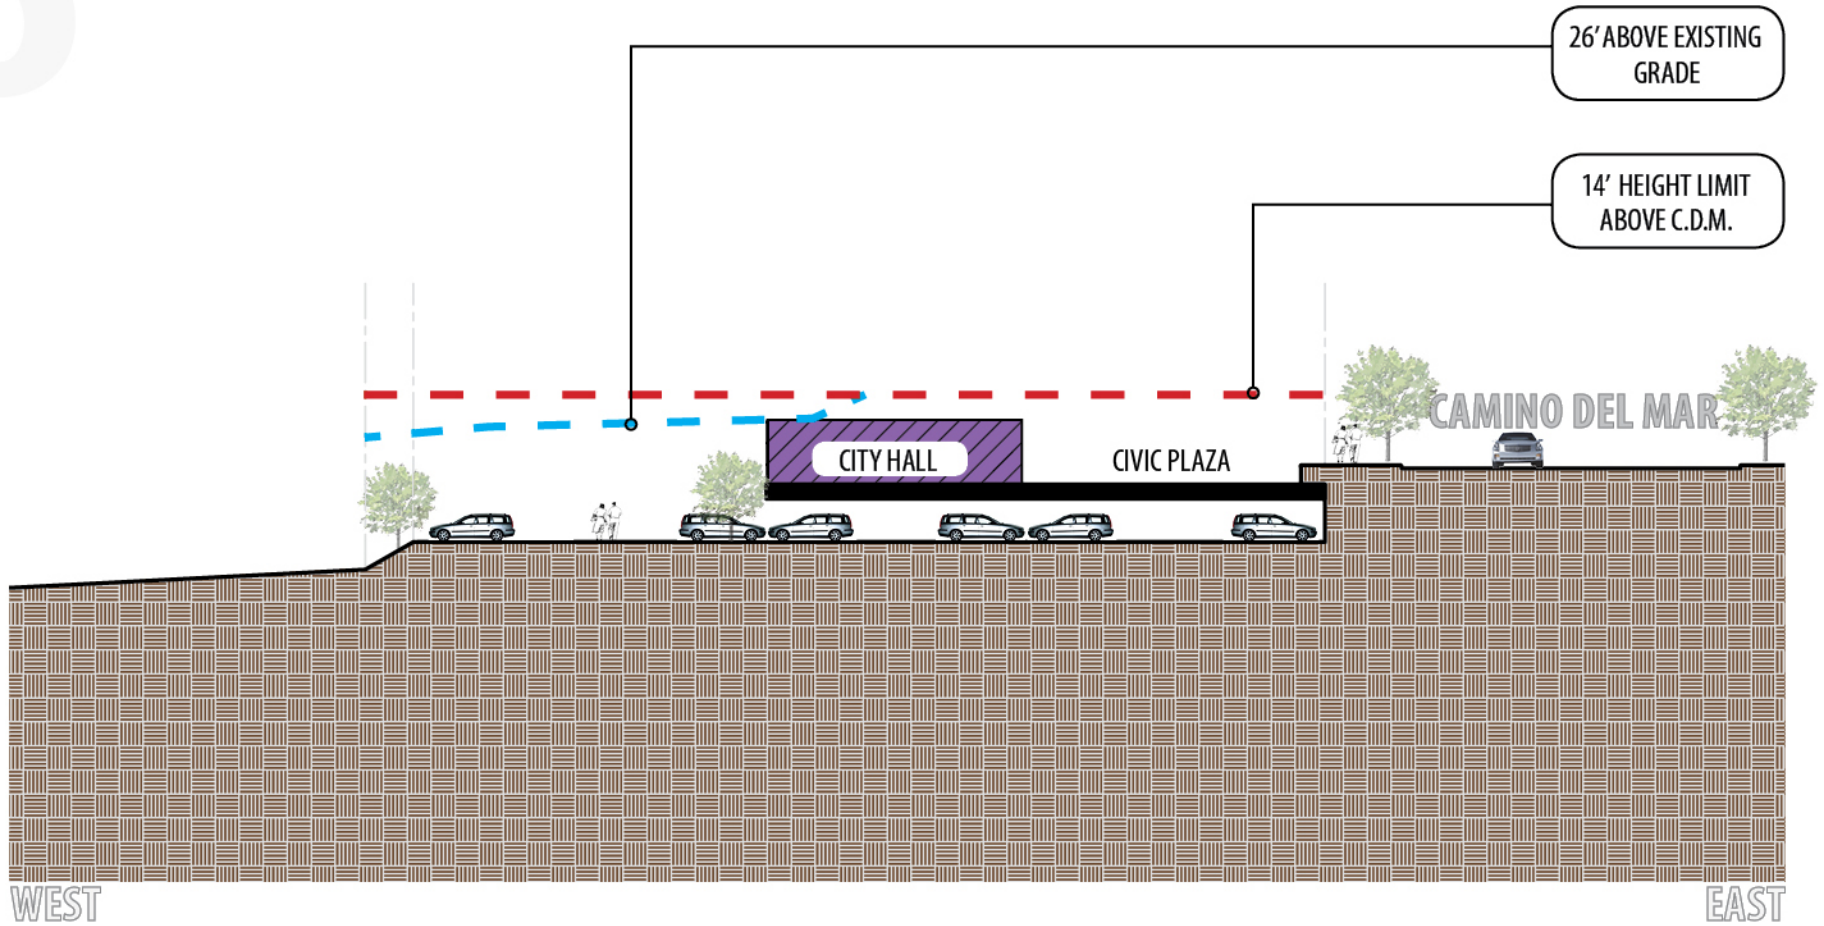 26' ABOVE EXISTING
GRADE
14' HEIGHT LIMIT
ABOVE C.D.M.
CAMINO DEL MAR
CITY HALL
CIVIC PLAZA
WEST
EAST